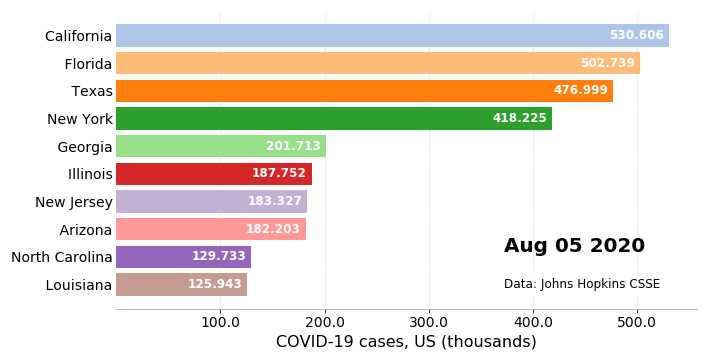 California 530.606
Florida 502.739
Texas 476.999
New York 418.225
Georgia 201.713
Illinois 187.752
New Jersey 183.327
Arizona 182.203
North Carolina 129.733
Louisiana 125.943
Aug 05 2020
Data: Johns Hopkins CSSE
100.0 200.0 300.0 400.0 500.0
COVID-19 cases, US (thousands)